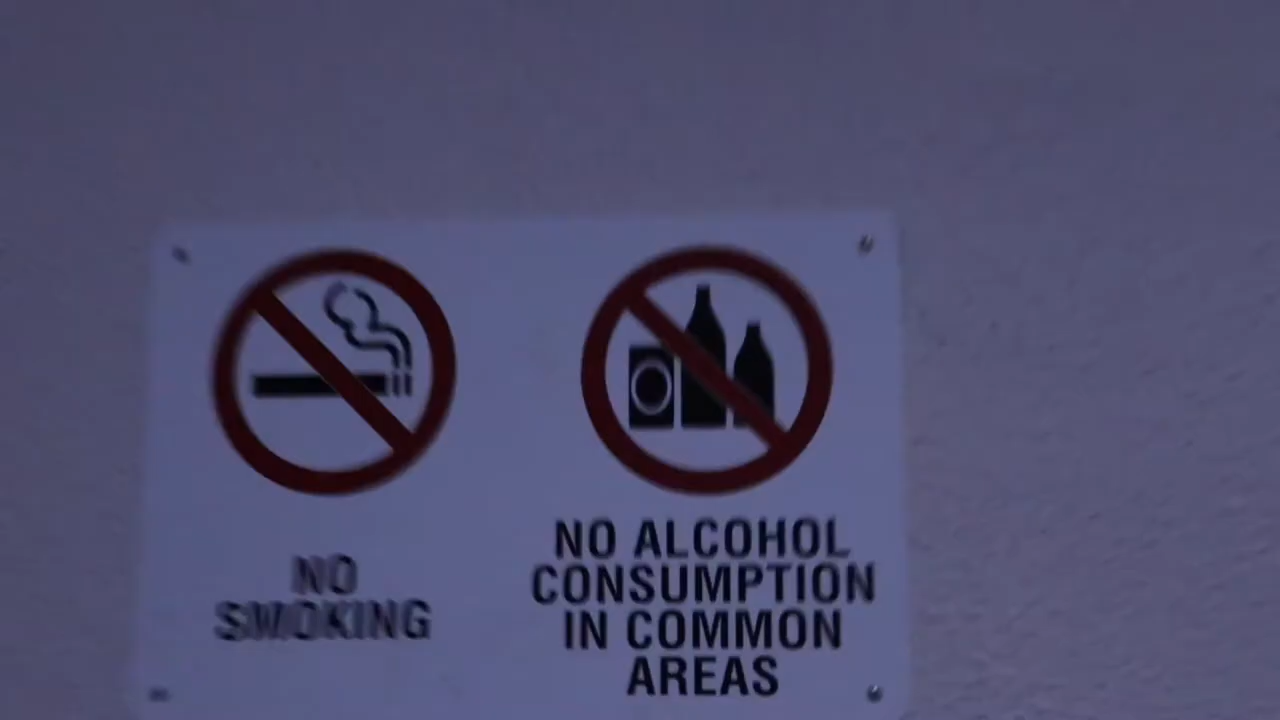 NO
SMOKING
NO ALCOHOL
CONSUMPTION
IN COMMON
AREAS